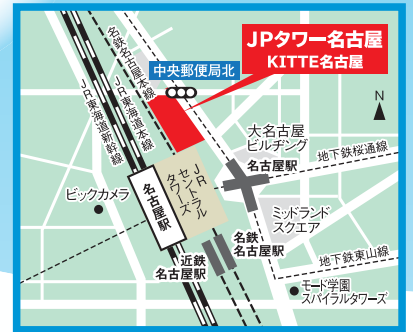 JPタワー名古屋
KITTE名古屋
中央郵便局北
名鉄名古屋本線
JR東海道本線
JR東海道新幹線
N
大名古屋
ビルヂング
名古屋駅
地下鉄桜通線
JR
セントラル
タワーズ
ビックカメラ
名古屋駅
ミッドランド
スクエア
名鉄
名古屋駅
近鉄
名古屋駅
地下鉄東山線
モード学園
スパイラルタワーズ